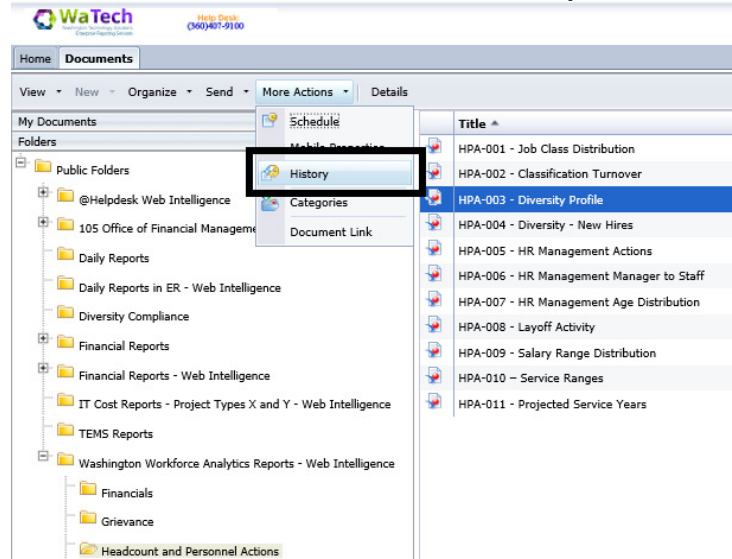 WaTech
Help Desk:
(360)407-9100
Home Documents
View New Organize Send More Actions Details
My Documents
Folders
Schedule
Mobile Properties
History
Categories
Document Link
Public Folders
@Helpdesk Web Intelligence
105 Office of Financial Manageme
Daily Reports
Daily Reports in ER - Web Intelligence
Diversity Compliance
Financial Reports
Financial Reports - Web Intelligence
IT Cost Reports - Project Types X and Y - Web Intelligence
TEMS Reports
Washington Workforce Analytics Reports - Web Intelligence
Financials
Grievance
Headcount and Personnel Actions
Title
HPA-001 - Job Class Distribution
HPA-002 - Classification Turnover
HPA-003 - Diversity Profile
HPA-004 - Diversity - New Hires
HPA-005 - HR Management Actions
HPA-006 - HR Management Manager to Staff
HPA-007 - HR Management Age Distribution
HPA-008 - Layoff Activity
HPA-009 - Salary Range Distribution
HPA-010 – Service Ranges
HPA-011 - Projected Service Years